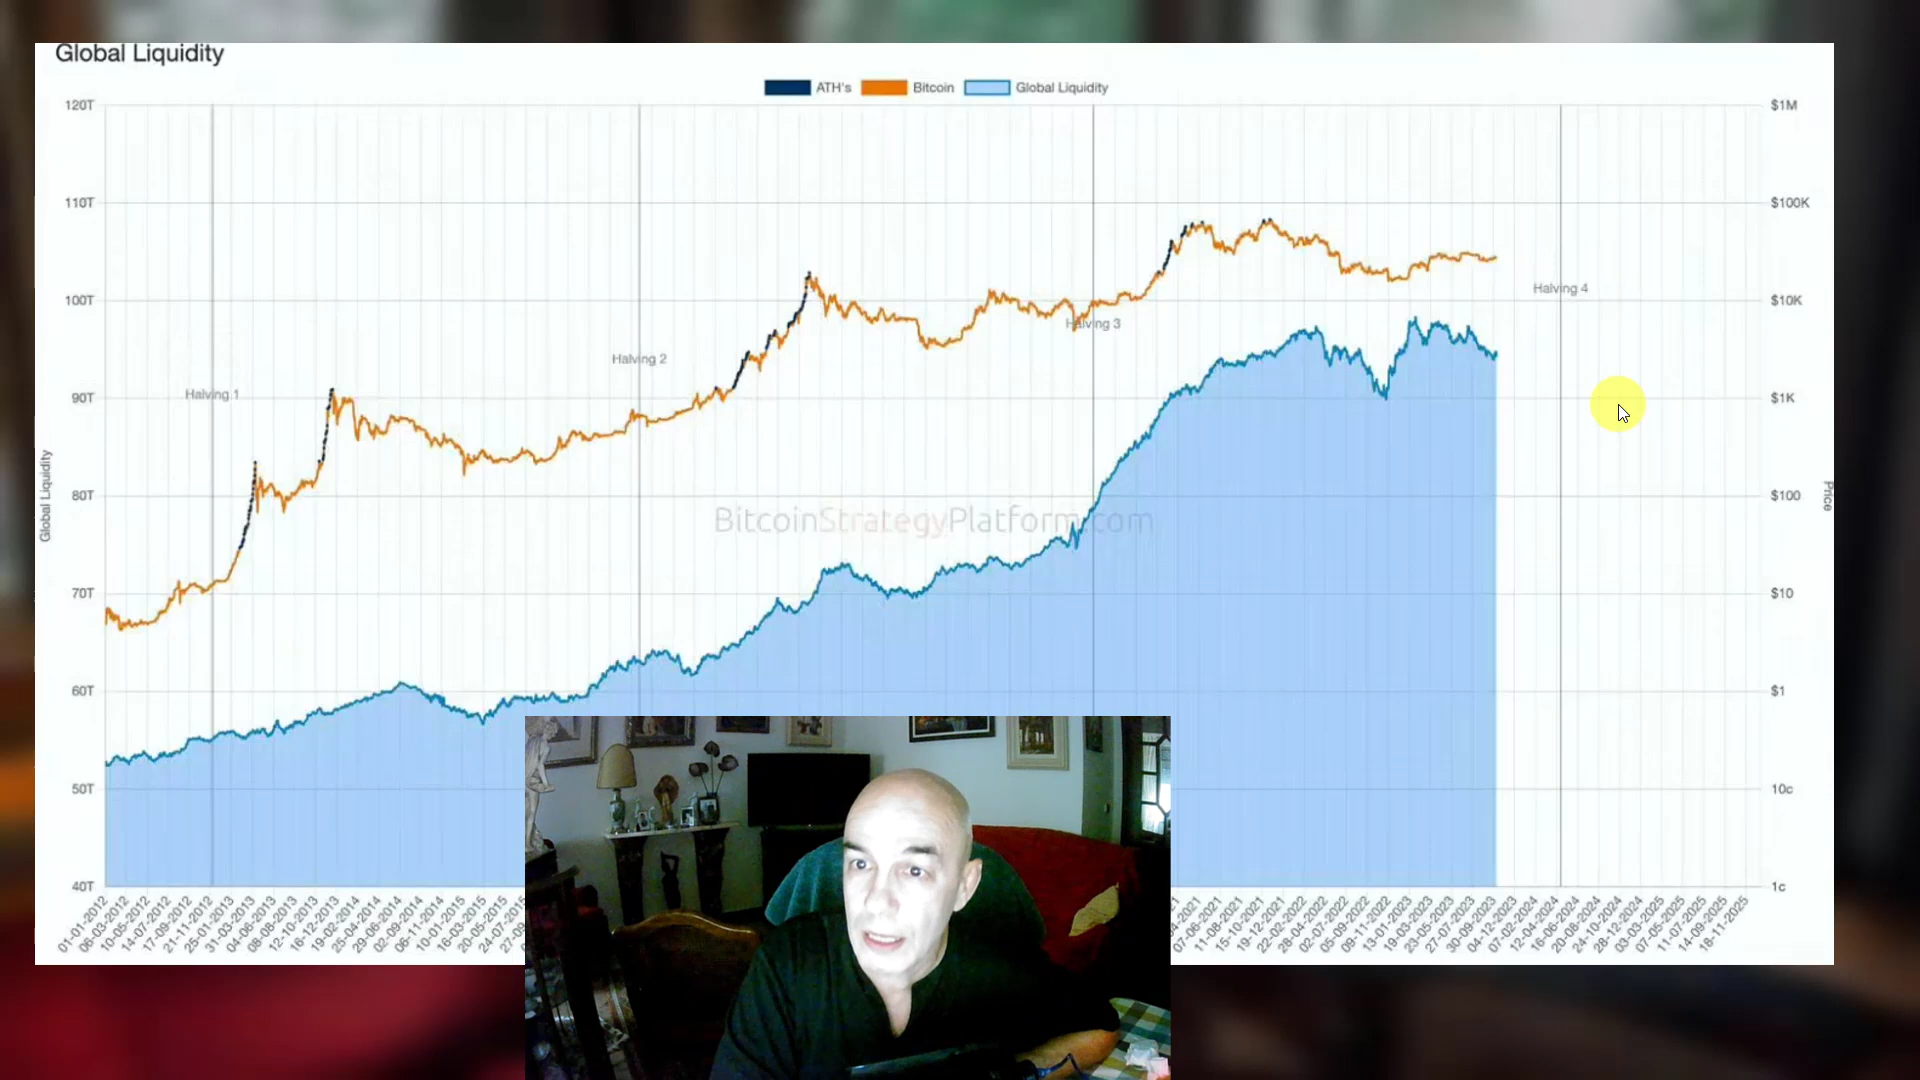 Global Liquidity
ATH's Bitcoin Global Liquidity
120T
110T
100T
90T
80T
70T
60T
50T
40T
Global Liquidity
$1M
$100K
$10K
$1K
$100
$10
$1
10c
1c
Price
Halving 1
Halving 2
Halving 3
Halving 4
BitcoinStrategyPlatform.com
01-01-2012
06-03-2012
10-05-2012
14-07-2012
17-09-2012
21-11-2012
25-01-2013
31-03-2013
04-06-2013
08-08-2013
12-10-2013
16-12-2013
19-02-2014
25-04-2014
29-06-2014
02-09-2014
06-11-2014
10-01-2015
16-03-2015
20-05-2015
24-07-2015
07-06-2021
11-08-2021
15-10-2021
19-12-2021
22-02-2022
28-04-2022
02-07-2022
05-09-2022
09-11-2022
13-01-2023
19-03-2023
23-05-2023
27-07-2023
30-09-2023
04-12-2023
07-02-2024
12-04-2024
16-06-2024
20-08-2024
24-10-2024
28-12-2024
03-03-2025
07-05-2025
11-07-2025
14-09-2025
18-11-2025